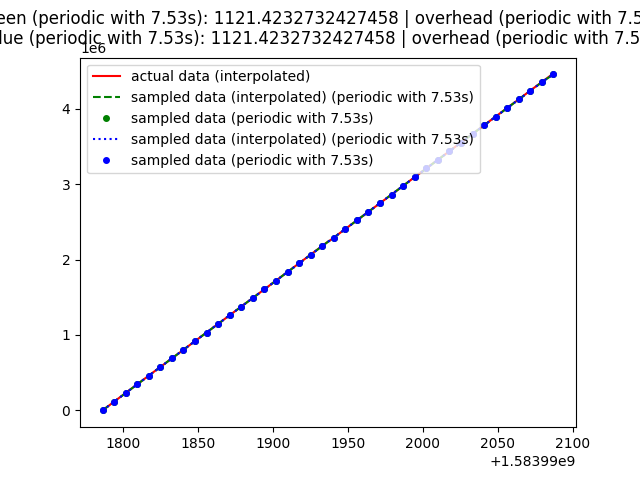 een (periodic with 7.53s): 1121.4232732427458 | overhead (periodic with 7.5
lue (periodic with 7.53s): 1121.4232732427458 | overhead (periodic with 7.5
1e6
actual data (interpolated)
sampled data (interpolated) (periodic with 7.53s)
sampled data (periodic with 7.53s)
sampled data (interpolated) (periodic with 7.53s)
sampled data (periodic with 7.53s)
4
3
2
1
0
1800 1850 1900 1950 2000 2050 2100
+1.58399e9